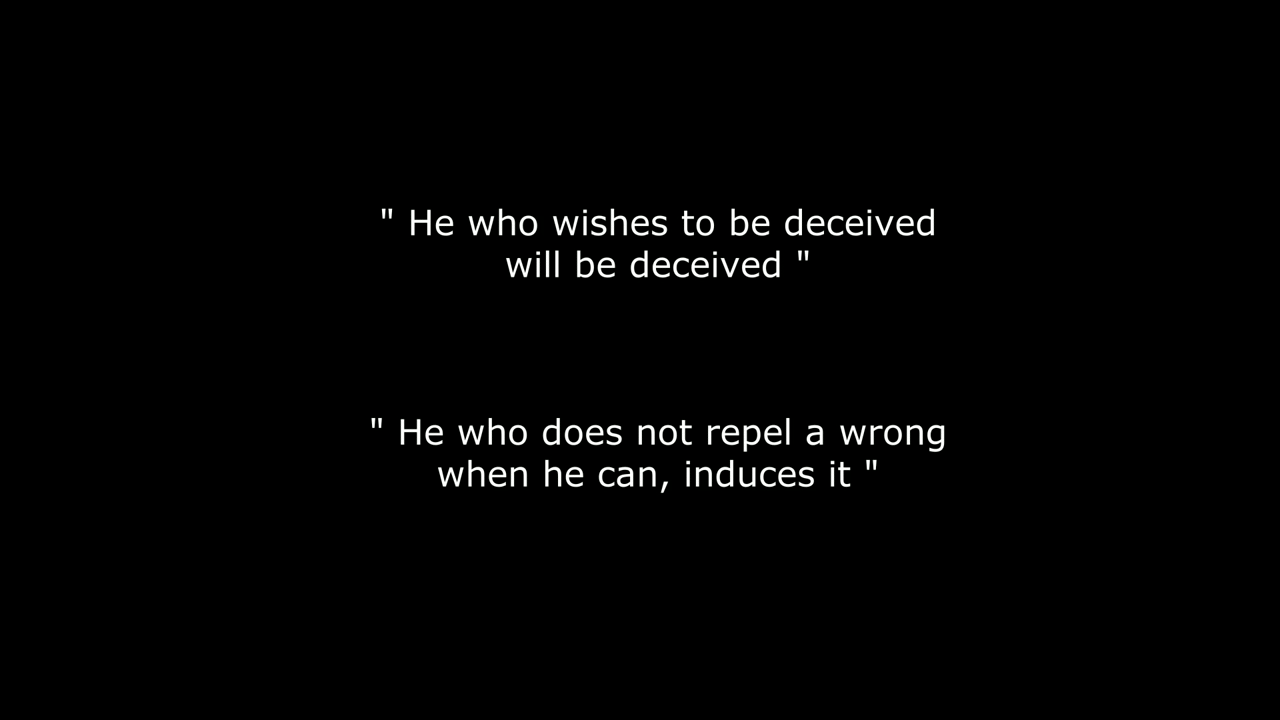 " He who wishes to be deceived
will be deceived "
" He who does not repel a wrong
when he can, induces it "